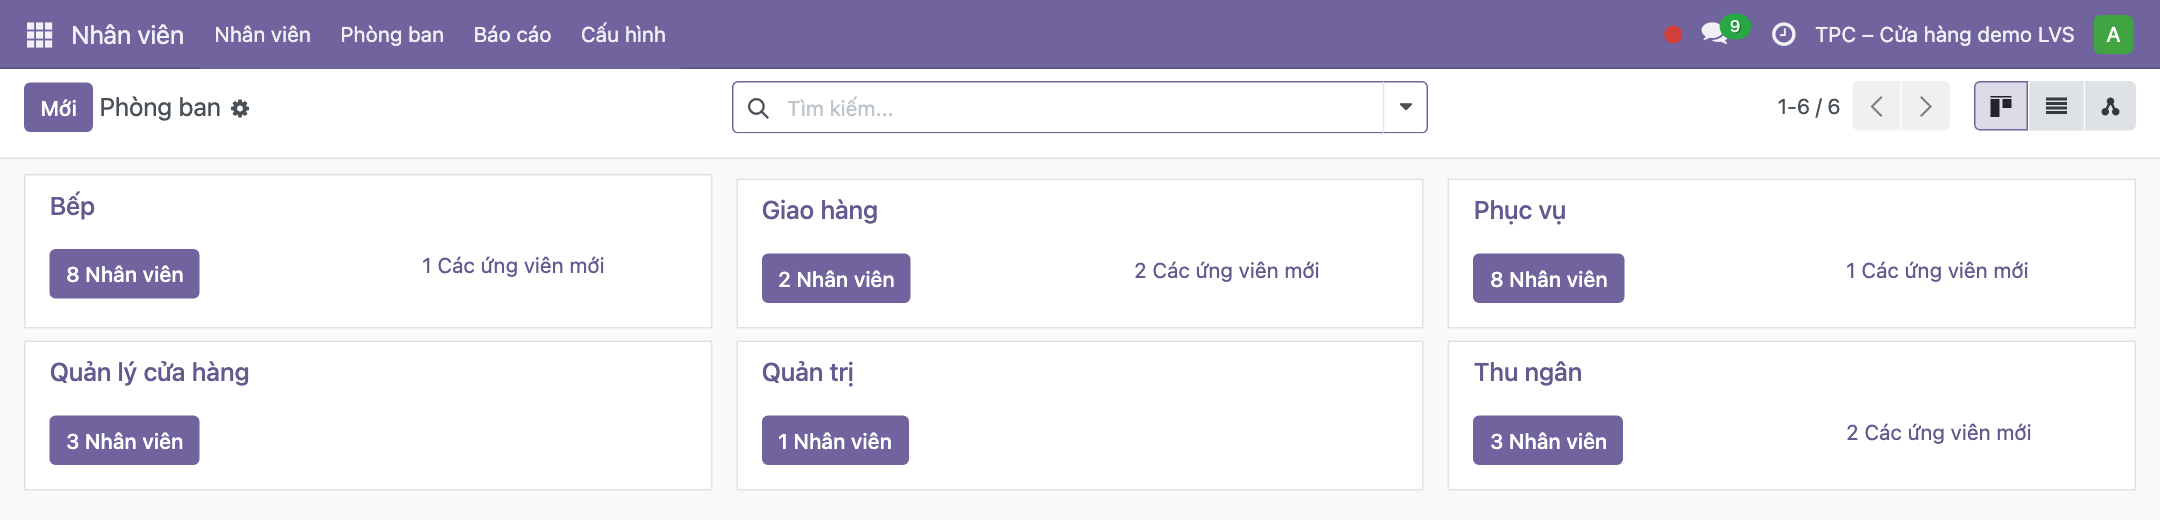 Nhân viên Nhân viên Phòng ban Báo cáo Cấu hình 9 TPC – Cửa hàng demo LVS A
Mới Phòng ban Tìm kiếm... 1-6 / 6
Bếp
8 Nhân viên 1 Các ứng viên mới
Giao hàng
2 Nhân viên 2 Các ứng viên mới
Phục vụ
8 Nhân viên 1 Các ứng viên mới
Quản lý cửa hàng
3 Nhân viên
Quản trị
1 Nhân viên
Thu ngân
3 Nhân viên 2 Các ứng viên mới